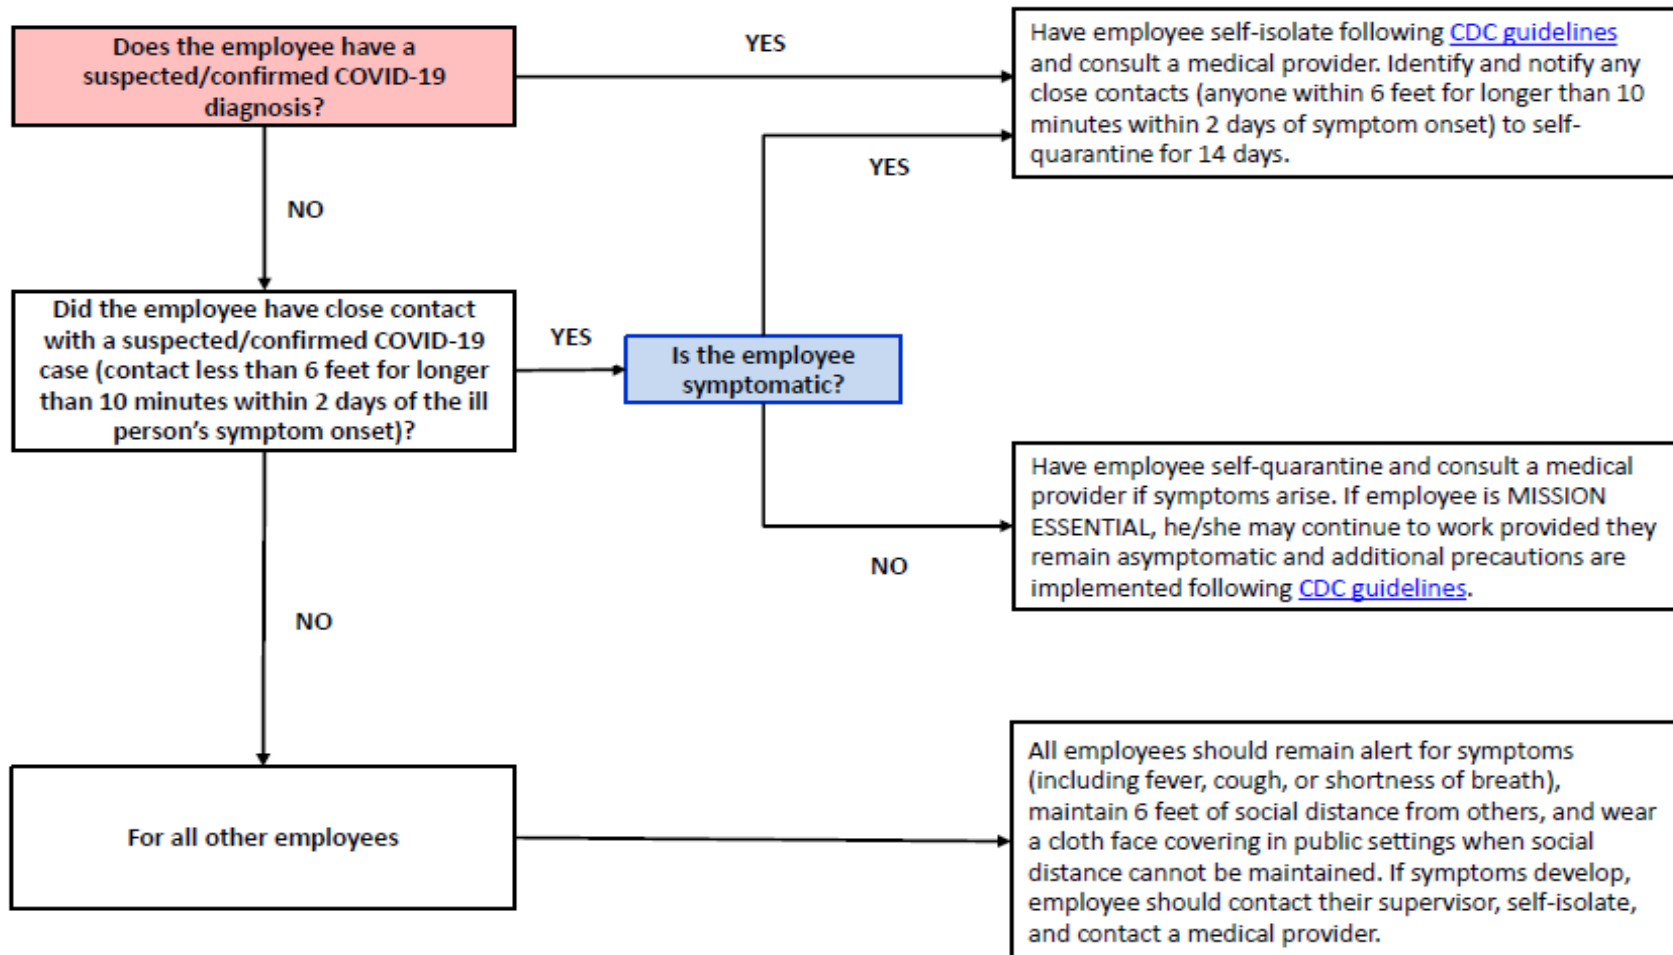 Does the employee have a
suspected/confirmed COVID-19
diagnosis?
YES
Have employee self-isolate following CDC guidelines
and consult a medical provider. Identify and notify any
close contacts (anyone within 6 feet for longer than 10
minutes within 2 days of symptom onset) to self-
quarantine for 14 days.
YES
NO
Did the employee have close contact
with a suspected/confirmed COVID-19
case (contact less than 6 feet for longer
than 10 minutes within 2 days of the ill
person’s symptom onset)?
YES
Is the employee
symptomatic?
Have employee self-quarantine and consult a medical
provider if symptoms arise. If employee is MISSION
ESSENTIAL, he/she may continue to work provided they
remain asymptomatic and additional precautions are
implemented following CDC guidelines.
NO
NO
For all other employees
All employees should remain alert for symptoms
(including fever, cough, or shortness of breath),
maintain 6 feet of social distance from others, and wear
a cloth face covering in public settings when social
distance cannot be maintained. If symptoms develop,
employee should contact their supervisor, self-isolate,
and contact a medical provider.